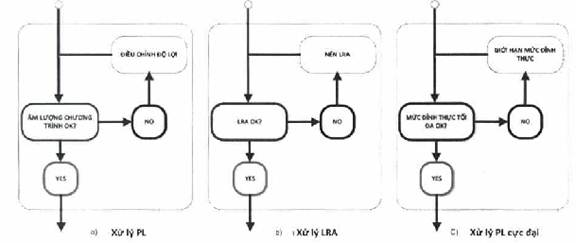 ĐIỀU CHỈNH ĐỘ LỢI
ÂM LƯỢNG CHƯƠNG
TRÌNH OK?
NO
YES
a) Xử lý PL
NÉN LRA
LRA OK?
NO
YES
b) Xử lý LRA
GIỚI HẠN MỨC ĐỈNH
THỰC
MỨC ĐỈNH THỰC TỐI
ĐA OK?
NO
YES
C) Xử lý PL cực đại